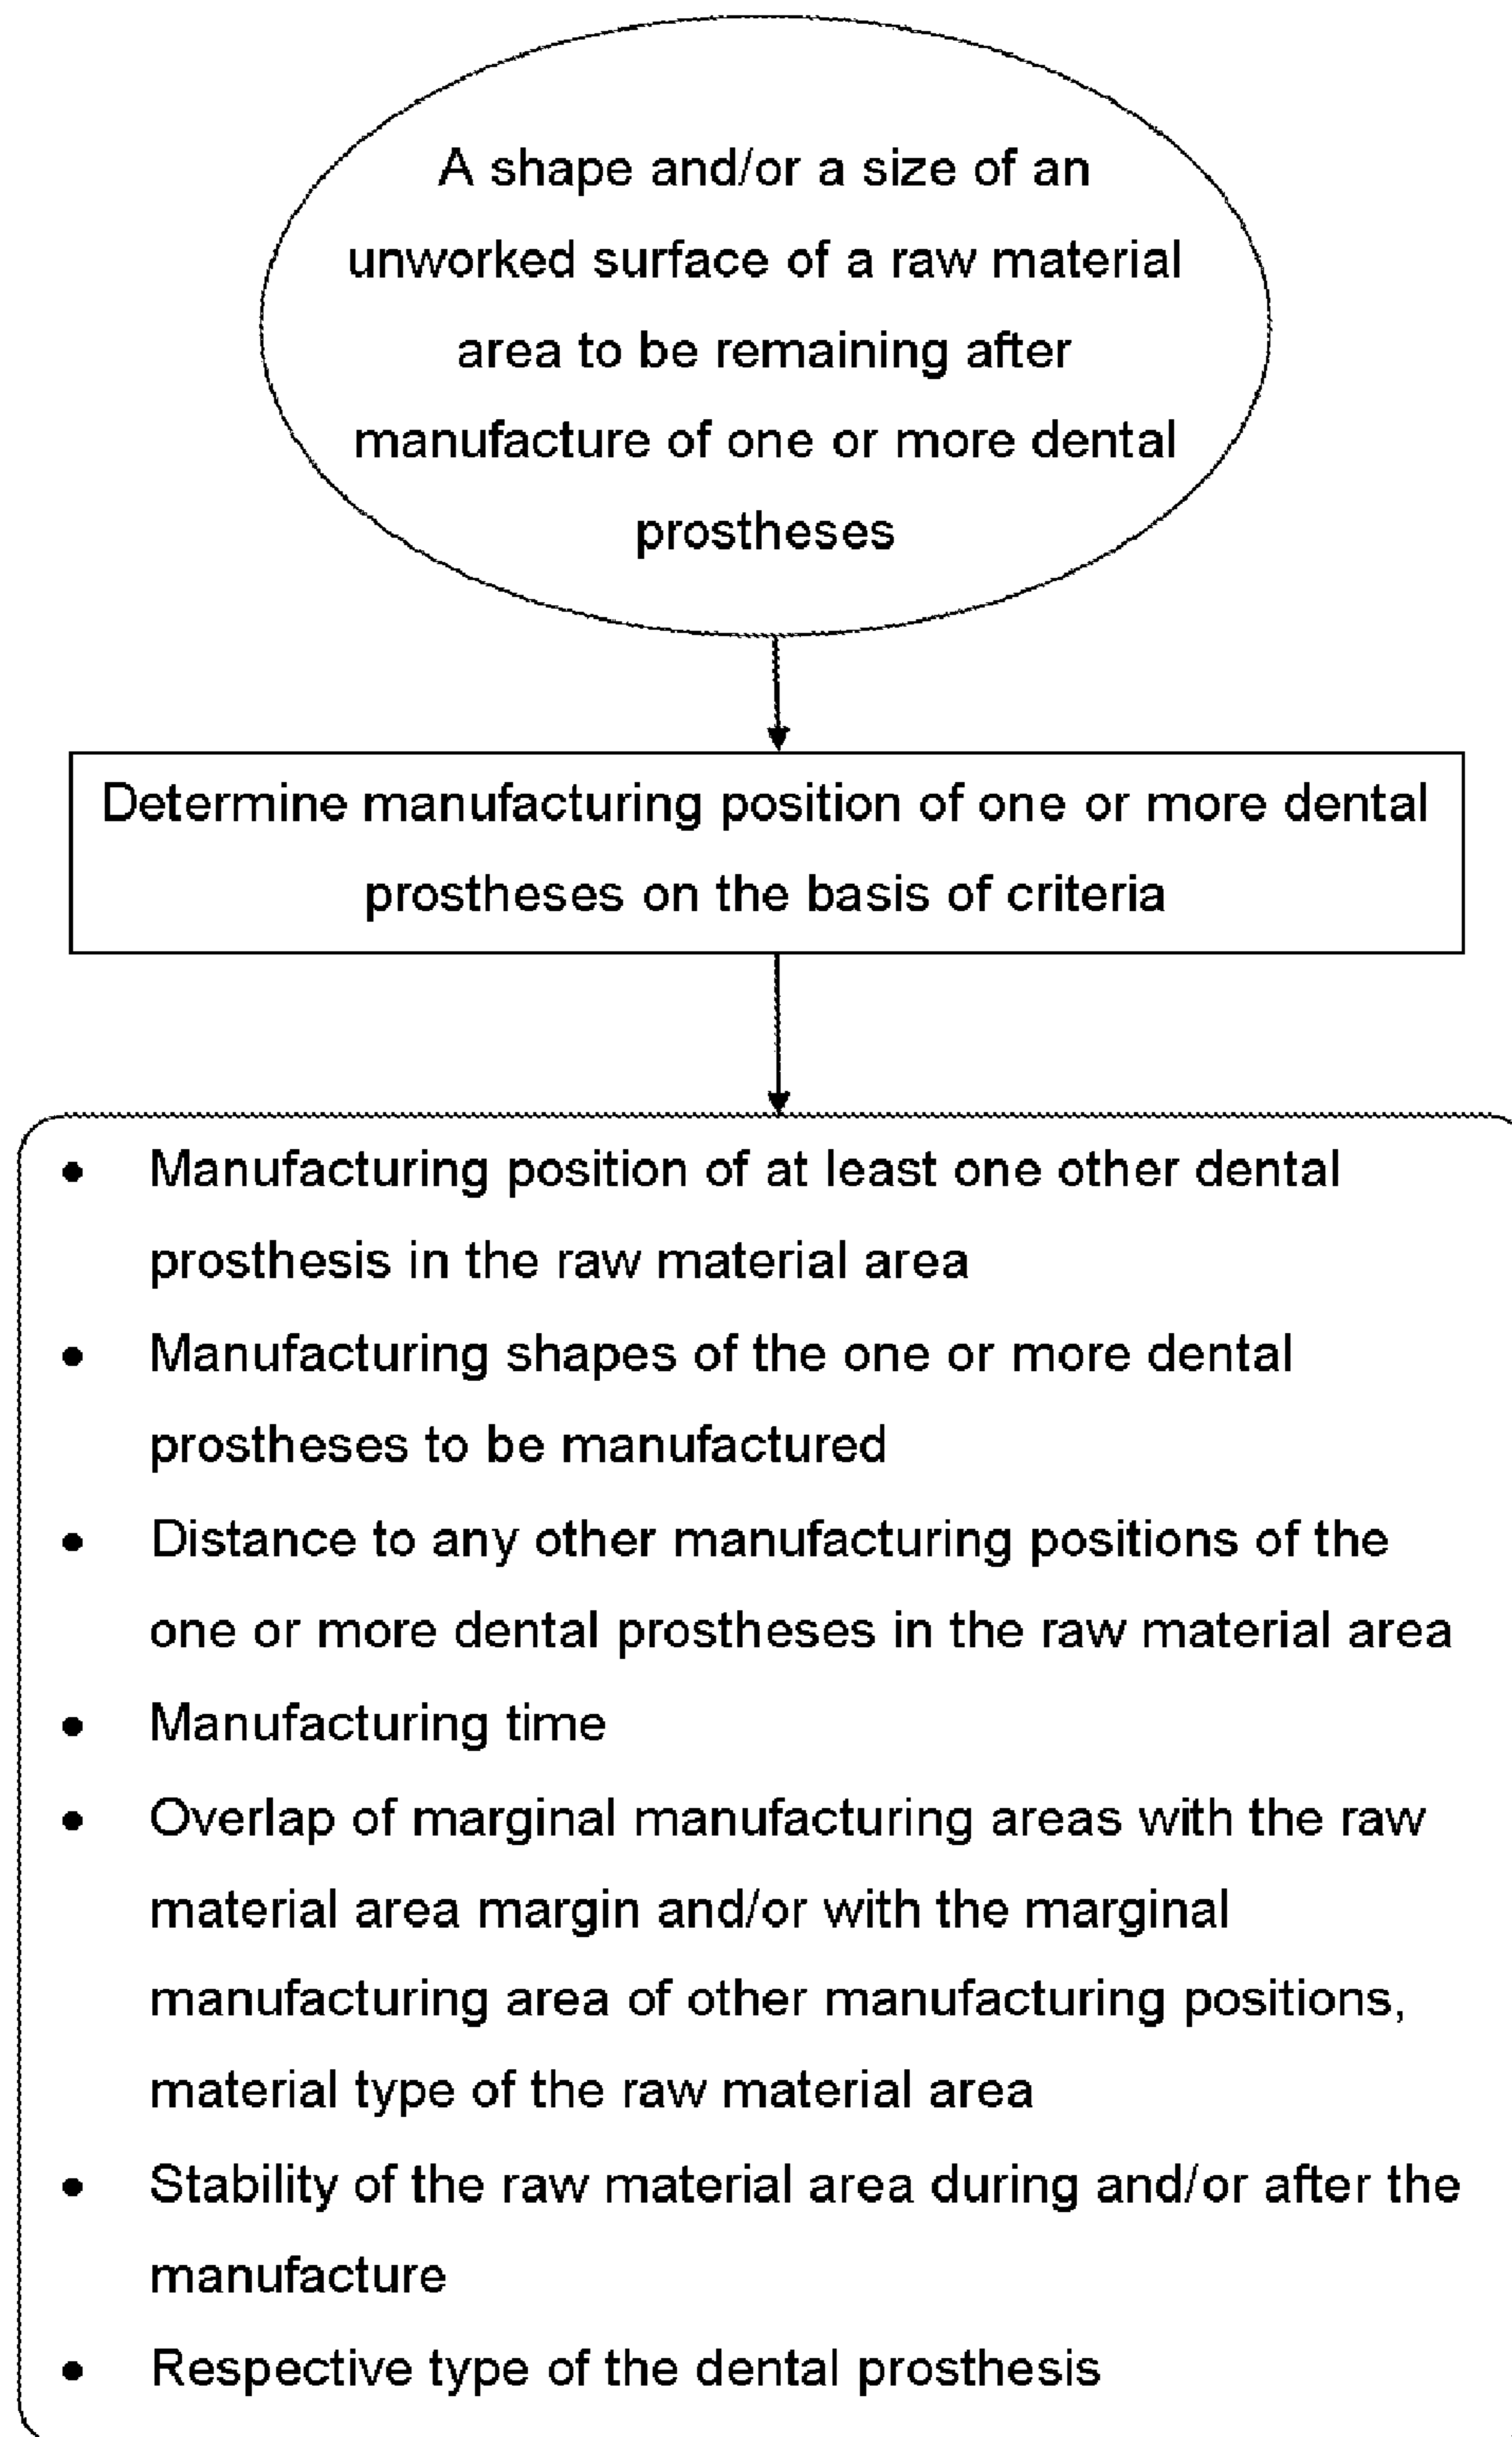 A shape and/or a size of an
unworked surface of a raw material
area to be remaining after
manufacture of one or more dental
prostheses
Determine manufacturing position of one or more dental
prostheses on the basis of criteria
• Manufacturing position of at least one other dental
prosthesis in the raw material area
• Manufacturing shapes of the one or more dental
prostheses to be manufactured
• Distance to any other manufacturing positions of the
one or more dental prostheses in the raw material area
• Manufacturing time
• Overlap of marginal manufacturing areas with the raw
material area margin and/or with the marginal
manufacturing area of other manufacturing positions,
material type of the raw material area
• Stability of the raw material area during and/or after the
manufacture
• Respective type of the dental prosthesis